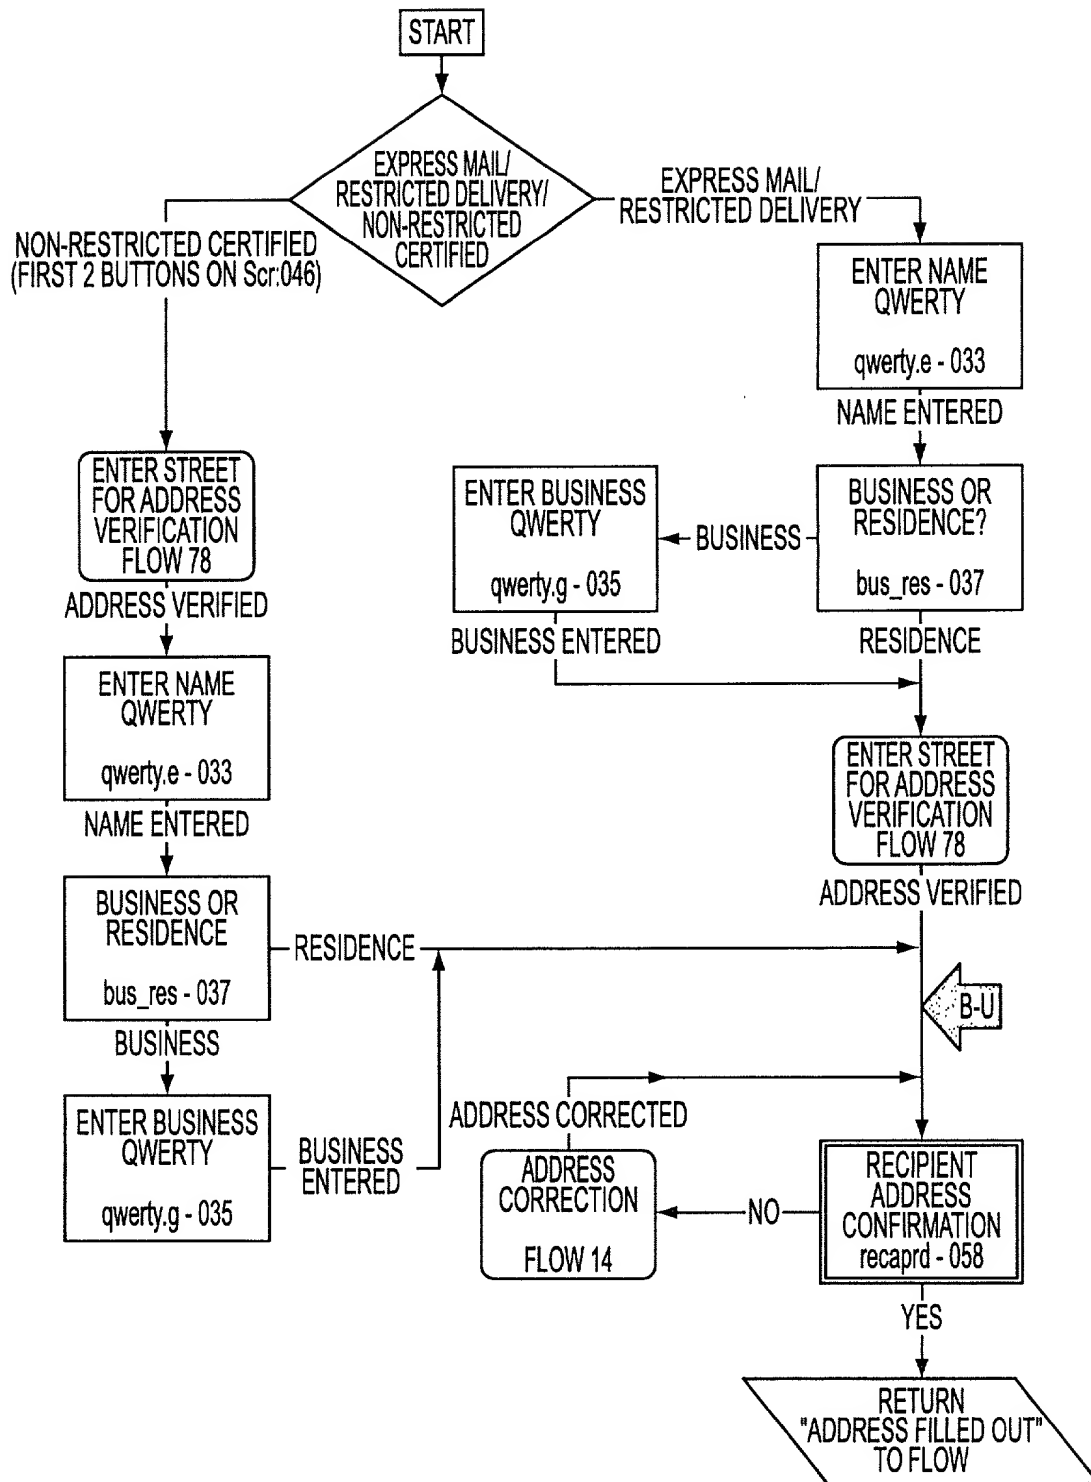 START
EXPRESS MAIL/
RESTRICTED DELIVERY/
NON-RESTRICTED
CERTIFIED
EXPRESS MAIL/
RESTRICTED DELIVERY
NON-RESTRICTED CERTIFIED
(FIRST 2 BUTTONS ON Scr:046)
ENTER NAME
QWERTY
qwerty.e - 033
NAME ENTERED
BUSINESS OR
RESIDENCE?
bus_res - 037
BUSINESS
ENTER BUSINESS
QWERTY
qwerty.g - 035
BUSINESS ENTERED
RESIDENCE
ENTER STREET
FOR ADDRESS
VERIFICATION
FLOW 78
ADDRESS VERIFIED
ENTER STREET
FOR ADDRESS
VERIFICATION
FLOW 78
ADDRESS VERIFIED
ENTER NAME
QWERTY
qwerty.e - 033
NAME ENTERED
BUSINESS OR
RESIDENCE
bus_res - 037
RESIDENCE
BUSINESS
ENTER BUSINESS
QWERTY
qwerty.g - 035
BUSINESS
ENTERED
B-U
ADDRESS CORRECTED
ADDRESS
CORRECTION
FLOW 14
NO
RECIPIENT
ADDRESS
CONFIRMATION
recaprd - 058
YES
RETURN
"ADDRESS FILLED OUT"
TO FLOW